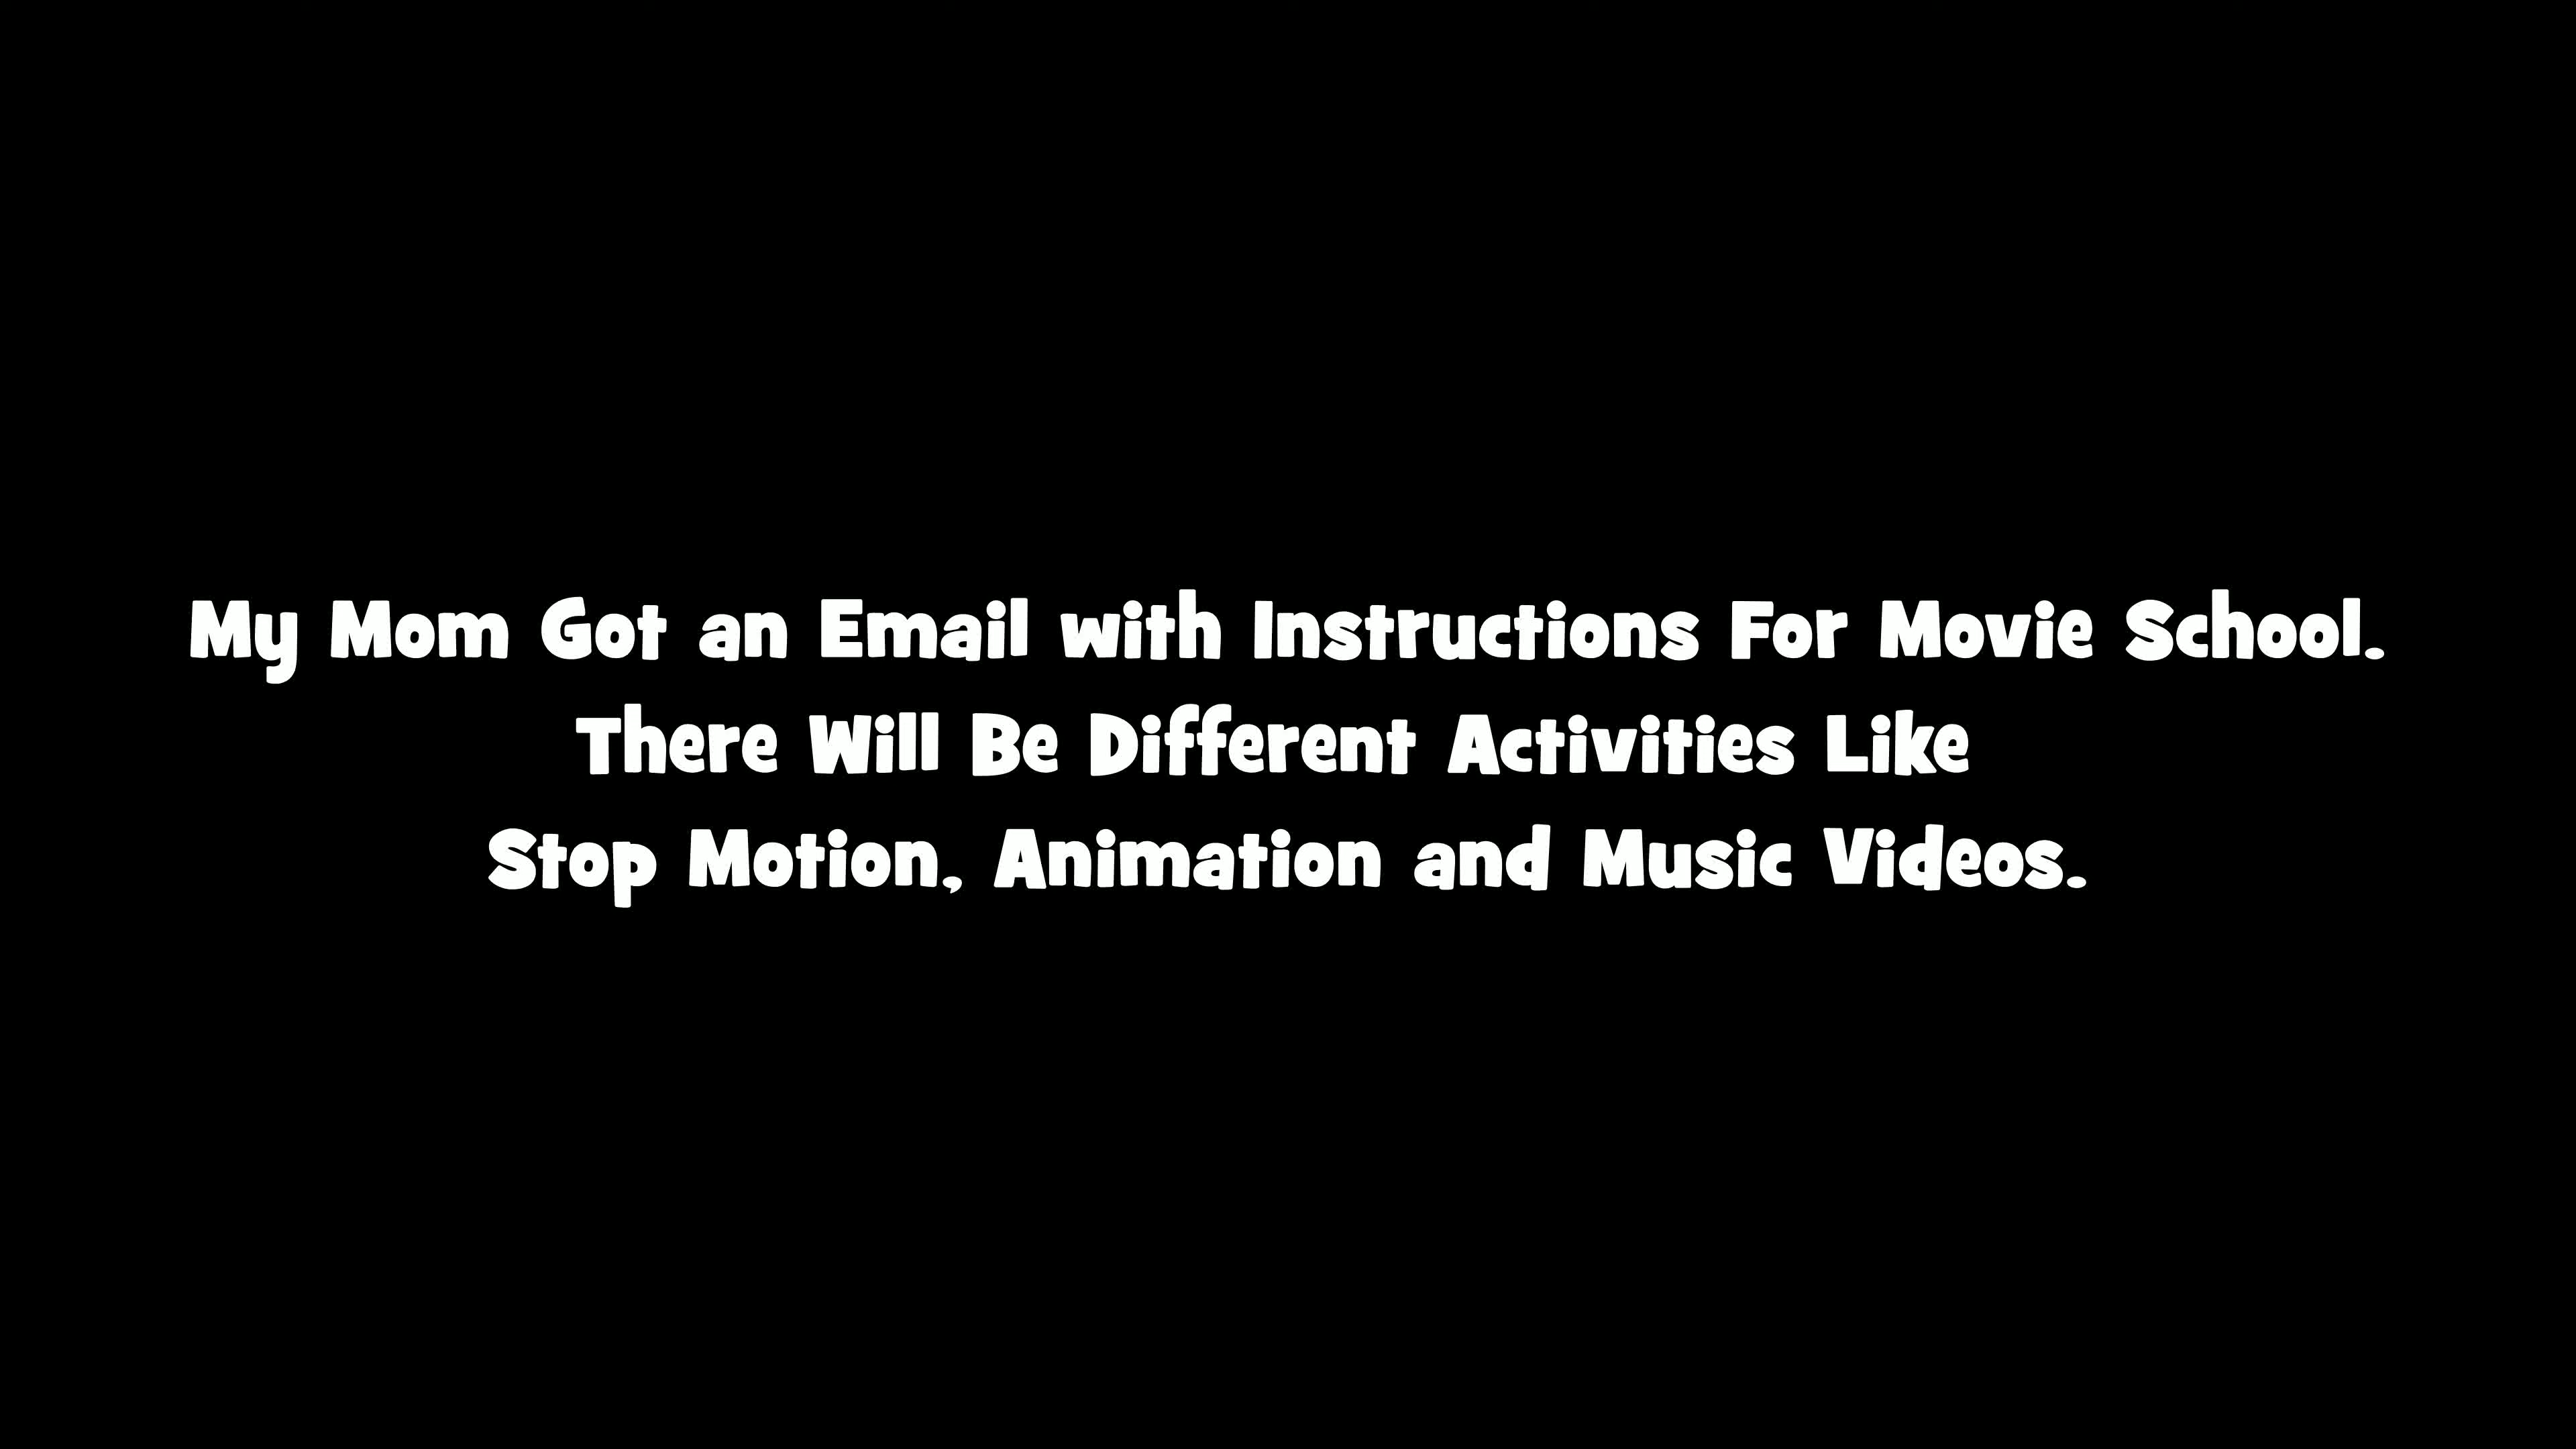 My Mom Got an Email with Instructions For Movie School.
There Will Be Different Activities Like
Stop Motion, Animation and Music Videos.